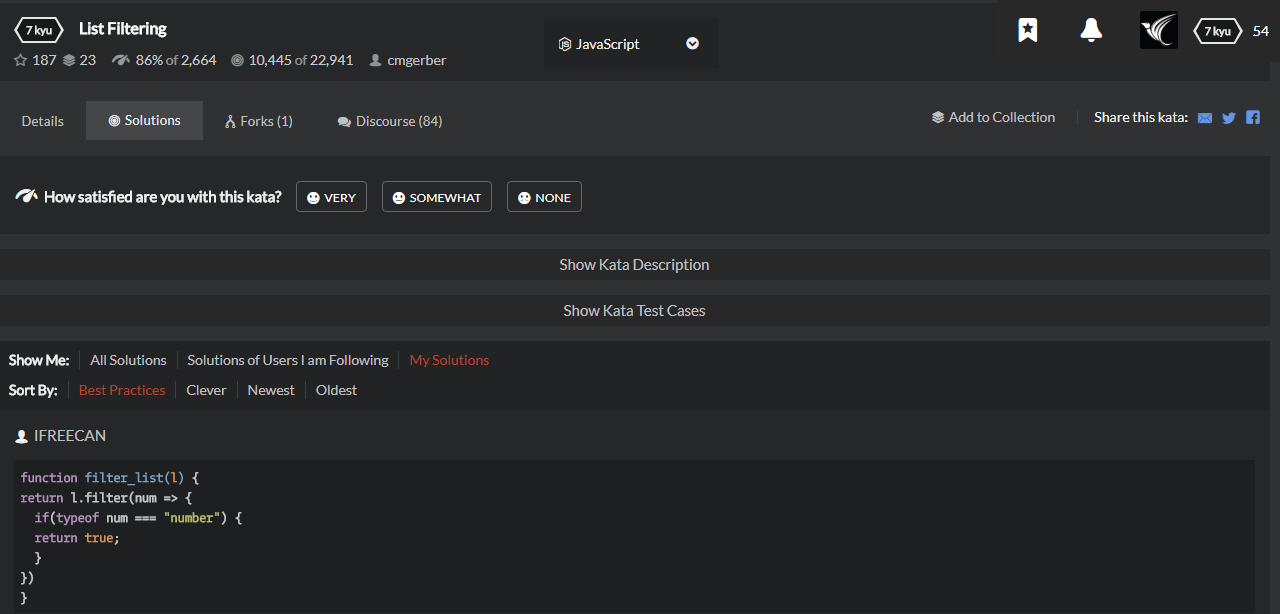 7 kyu List Filtering
JavaScript
7 kyu 54
187 23 86% of 2,664 10,445 of 22,941 cmgerber
Details Solutions Forks (1) Discourse (84)
Add to Collection Share this kata:
How satisfied are you with this kata? VERY SOMEWHAT NONE
Show Kata Description
Show Kata Test Cases
Show Me: All Solutions Solutions of Users I am Following My Solutions
Sort By: Best Practices Clever Newest Oldest
IFREECAN
function filter_list(l) {
return l.filter(num => {
  if(typeof num === "number") {
  return true;
  }
})
}